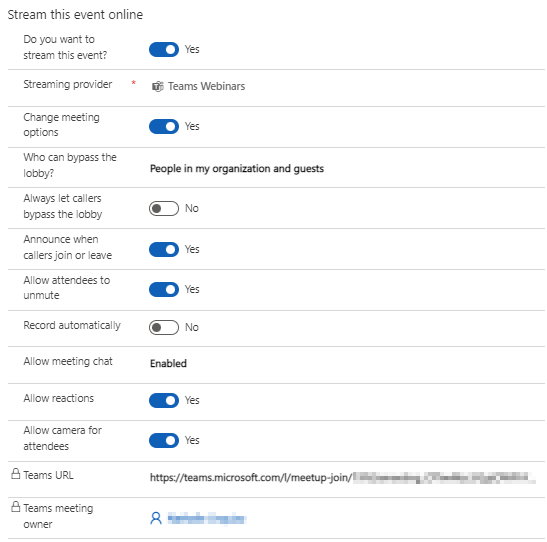 Stream this event online
Do you want to
stream this event?
Yes
Streaming provider
*
Teams Webinars
Change meeting
options
Yes
Who can bypass the
lobby?
People in my organization and guests
Always let callers
bypass the lobby
No
Announce when
callers join or leave
Yes
Allow attendees to
unmute
Yes
Record automatically
No
Allow meeting chat
Enabled
Allow reactions
Yes
Allow camera for
attendees
Yes
Teams URL
https://teams.microsoft.com/l/meetup-join/
Teams meeting
owner